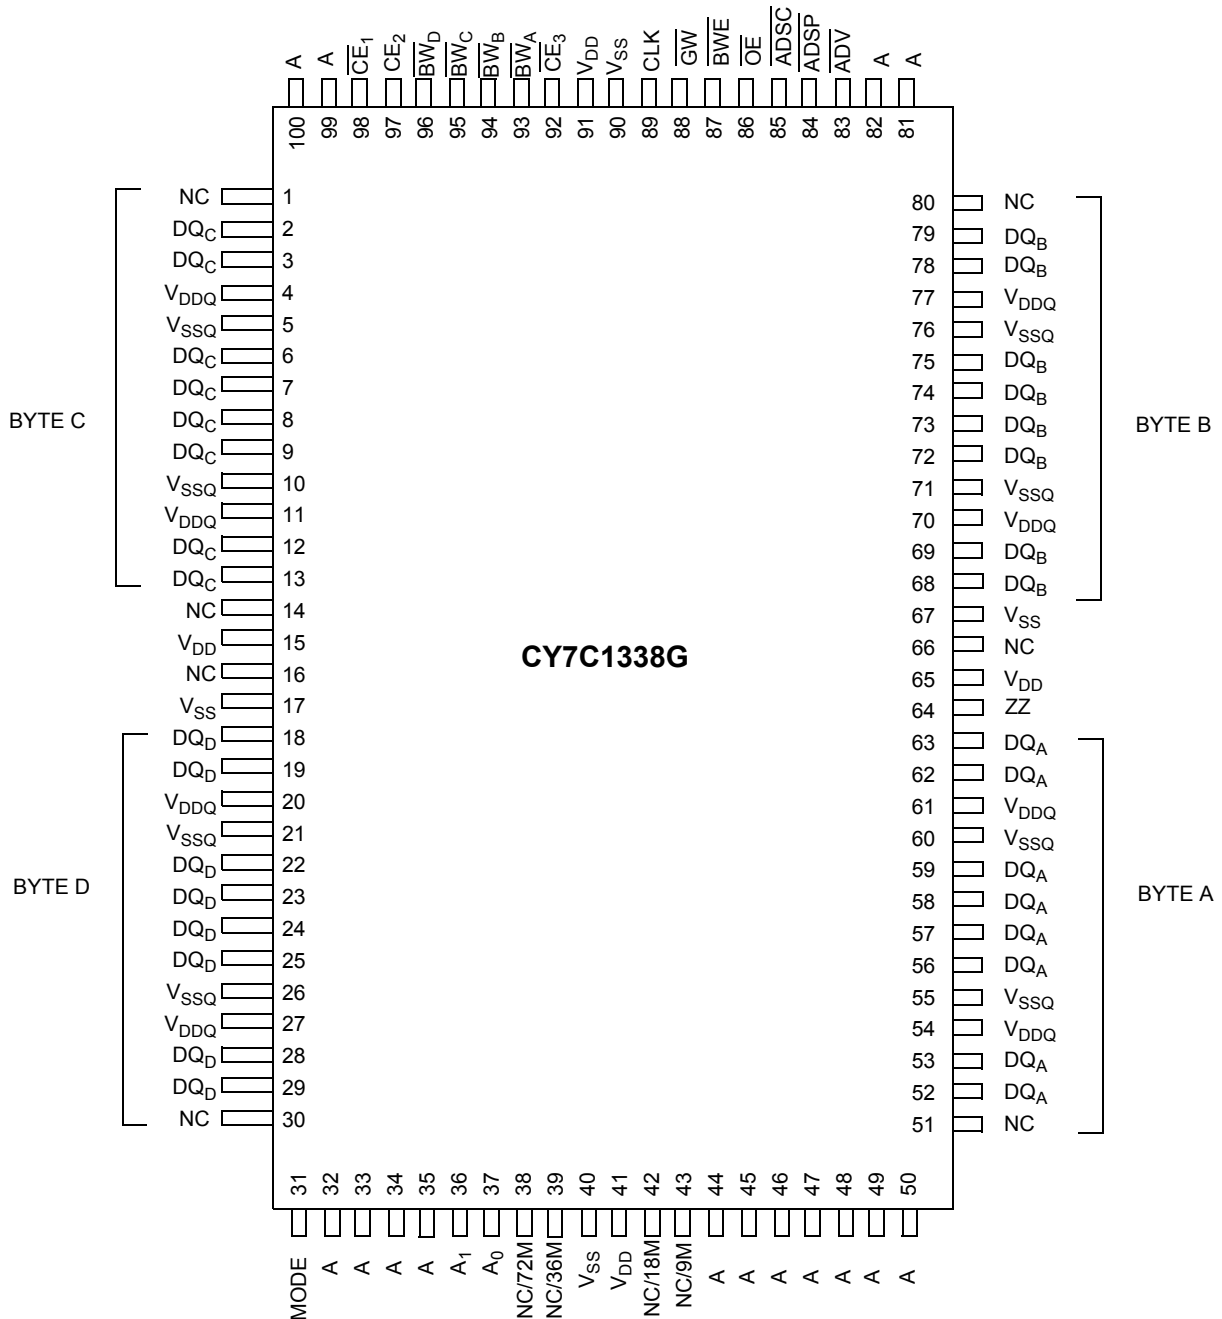 A A CE1 CE2 BWD BWC BWB BWA CE3 VDD VSS CLK GW BWE OE ADSC ADSP ADV A A
100 99 98 97 96 95 94 93 92 91 90 89 88 87 86 85 84 83 82 81
NC 1
DQC 2
DQC 3
VDDQ 4
VSSQ 5
DQC 6
DQC 7
DQC 8
DQC 9
VSSQ 10
VDDQ 11
DQC 12
DQC 13
NC 14
VDD 15
NC 16
VSS 17
DQD 18
DQD 19
VDDQ 20
VSSQ 21
DQD 22
DQD 23
DQD 24
DQD 25
VSSQ 26
VDDQ 27
DQD 28
DQD 29
NC 30
BYTE C
BYTE D
CY7C1338G
80 NC
79 DQB
78 DQB
77 VDDQ
76 VSSQ
75 DQB
74 DQB
73 DQB
72 DQB
71 VSSQ
70 VDDQ
69 DQB
68 DQB
67 VSS
66 NC
65 VDD
64 ZZ
63 DQA
62 DQA
61 VDDQ
60 VSSQ
59 DQA
58 DQA
57 DQA
56 DQA
55 VSSQ
54 VDDQ
53 DQA
52 DQA
51 NC
BYTE B
BYTE A
31 32 33 34 35 36 37 38 39 40 41 42 43 44 45 46 47 48 49 50
MODE A A A A A1 A0 NC/72M NC/36M VSS VDD NC/18M NC/9M A A A A A A A